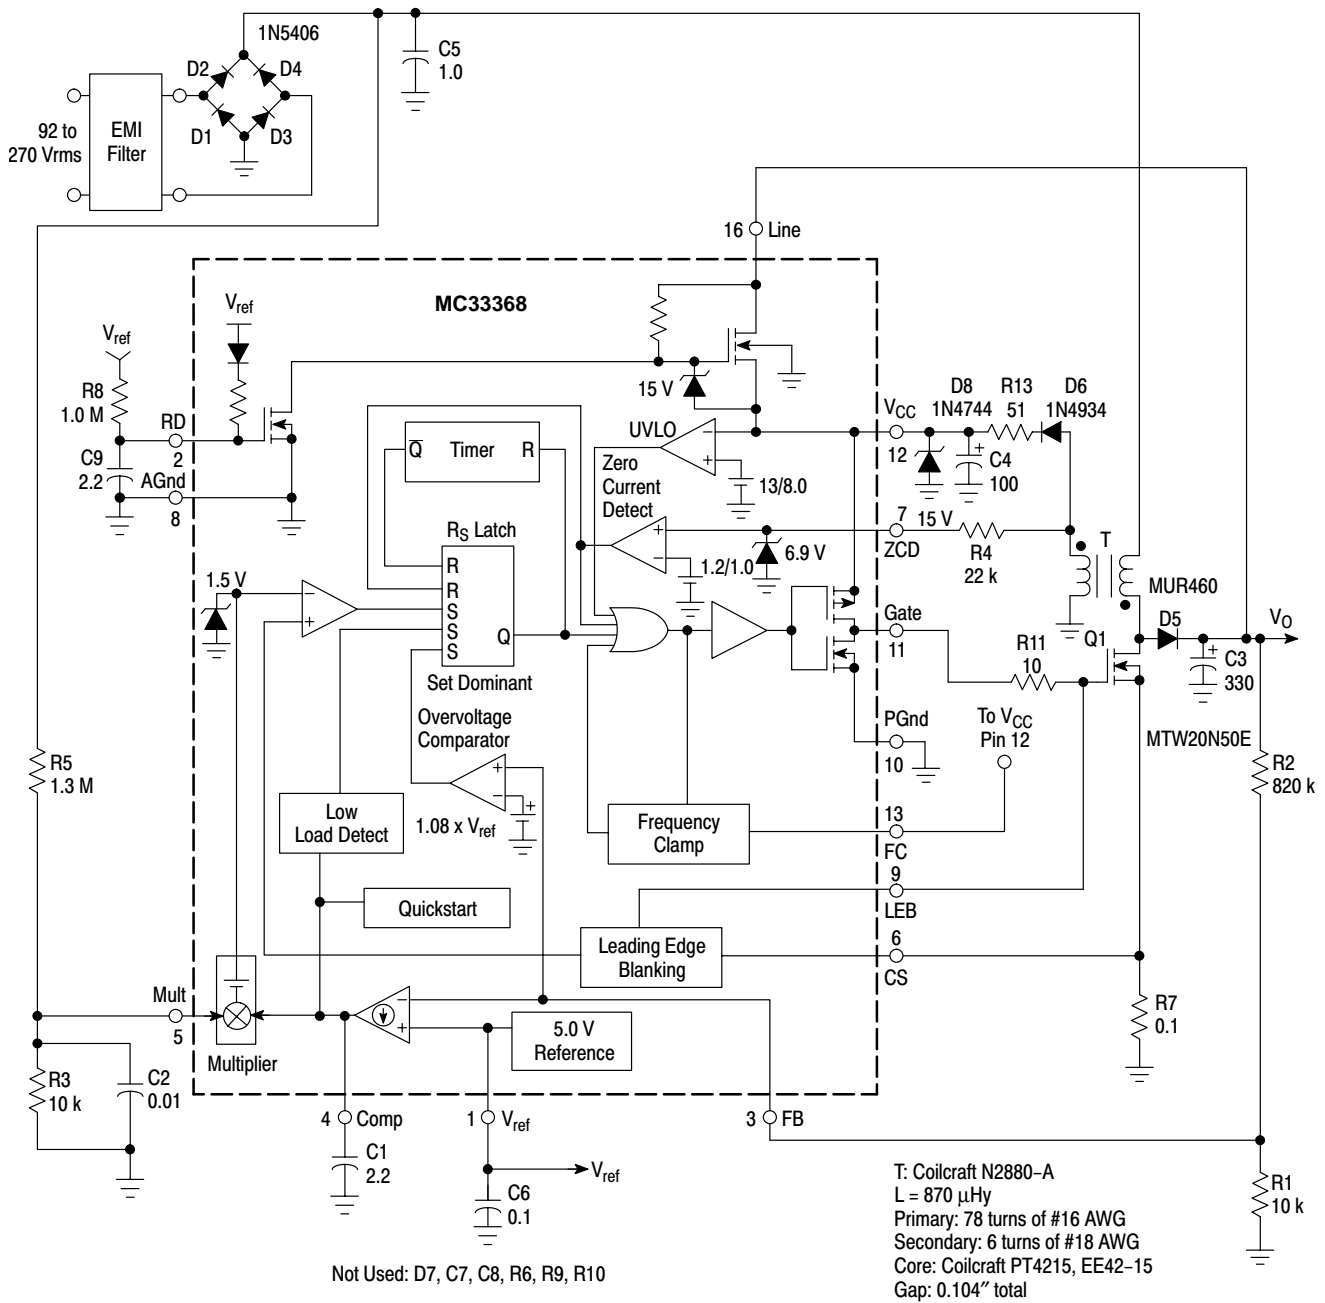 1N5406
D2
D4
D1
D3
C5
1.0
92 to
270 Vrms
EMI
Filter
16
Line
MC33368
Vref
Vref
R8
1.0 M
RD
2
C9
2.2
AGnd
8
15 V
UVLO
VCC
12
D8
1N4744
R13
51
D6
1N4934
C4
+
100
Q̅
Timer
R
Zero
Current
Detect
−
+
13/8.0
7
ZCD
15 V
R4
22 k
T
RS Latch
R
R
S
S
S
Q
Set Dominant
+
−
1.2/1.0
6.9 V
1.5 V
−
+
MUR460
D5
VO
Gate
11
R11
10
Q1
C3
+
330
MTW20N50E
PGnd
10
To VCC
Pin 12
Overvoltage
Comparator
+
−
+
1.08 x Vref
R5
1.3 M
R2
820 k
Low
Load Detect
Frequency
Clamp
13
FC
9
LEB
Quickstart
Leading Edge
Blanking
6
CS
Mult
5
Multiplier
−
+
5.0 V
Reference
R7
0.1
R3
10 k
C2
0.01
4
Comp
1
Vref
3
FB
C1
2.2
Vref
C6
0.1
R1
10 k
T: Coilcraft N2880−A
L = 870 μHy
Primary: 78 turns of #16 AWG
Secondary: 6 turns of #18 AWG
Core: Coilcraft PT4215, EE42−15
Gap: 0.104″ total
Not Used: D7, C7, C8, R6, R9, R10